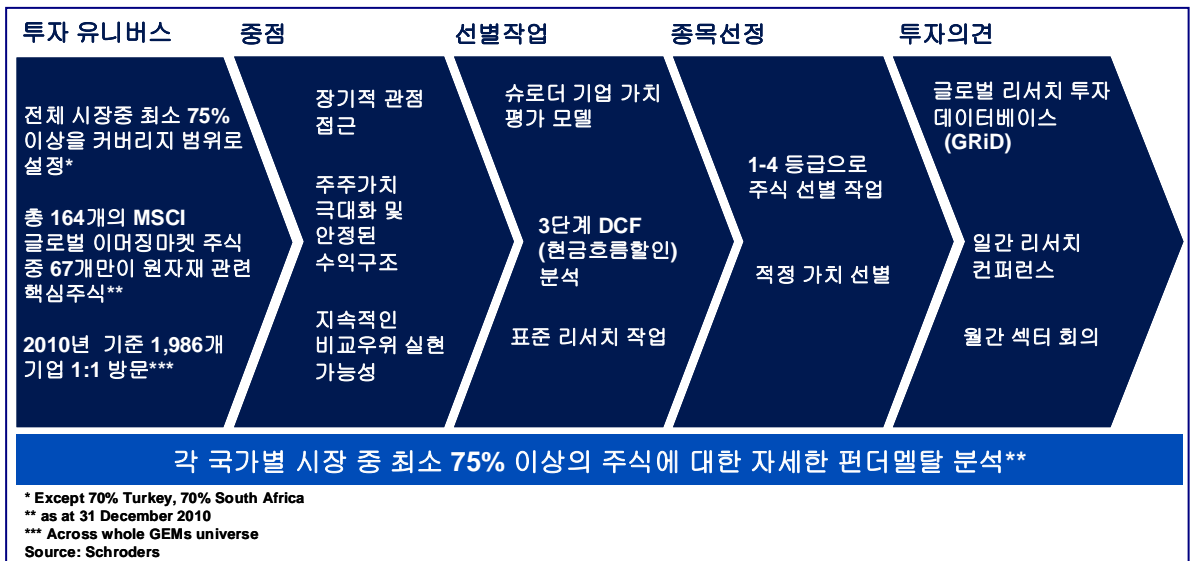 투자 유니버스
중점
선별작업
종목선정
투자의견
전체 시장중 최소 75%
이상을 커버리지 범위로
설정*
총 164개의 MSCI
글로벌 이머징마켓 주식
중 67개만이 원자재 관련
핵심주식**
2010년 기준 1,986개
기업 1:1 방문***
장기적 관점
접근
주주가치
극대화 및
안정된
수익구조
지속적인
비교우위 실현
가능성
슈로더 기업 가치
평가 모델
3단계 DCF
(현금흐름할인)
분석
표준 리서치 작업
1-4 등급으로
주식 선별 작업
적정 가치 선별
글로벌 리서치 투자
데이터베이스
(GRiD)
일간 리서치
컨퍼런스
월간 섹터 회의
각 국가별 시장 중 최소 75% 이상의 주식에 대한 자세한 펀더멜탈 분석**
* Except 70% Turkey, 70% South Africa
** as at 31 December 2010
*** Across whole GEMs universe
Source: Schroders